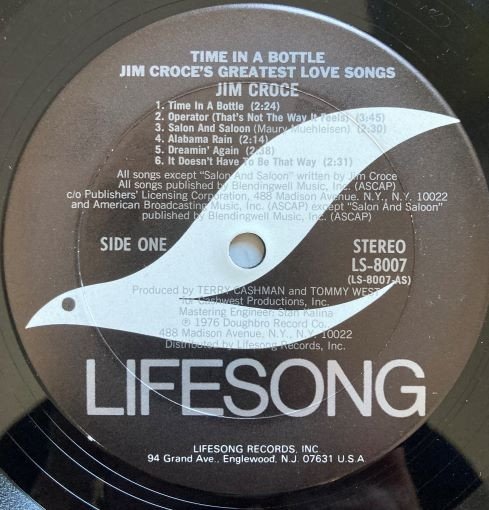 TIME IN A BOTTLE
JIM CROCE'S GREATEST LOVE SONGS
JIM CROCE
1. Time In A Bottle (2:24)
2. Operator (That's Not The Way It Feels) (3:45)
3. Salon And Saloon (Maury Muehleisen) (2:30)
4. Alabama Rain (2:14)
5. Dreamin' Again (2:38)
6. It Doesn't Have To Be That Way (2:31)
All songs except "Salon And Saloon" written by Jim Croce
All songs published by Blendingwell Music, Inc. (ASCAP)
c/o Publishers' Licensing Corporation, 488 Madison Avenue, N.Y., N.Y. 10022
and American Broadcasting Music, Inc. (ASCAP) except "Salon And Saloon"
published by Blendingwell Music, Inc. (ASCAP)
SIDE ONE
STEREO
LS-8007
(LS-8007-AS)
Produced by TERRY CASHMAN and TOMMY WEST
for Cashwest Productions, Inc.
Mastering Engineer: Stan Kalina
℗ 1976 Doughbro Record Co.
488 Madison Avenue, N.Y., N.Y. 10022
Distributed by Lifesong Records, Inc.
LIFESONG
LIFESONG RECORDS, INC.
94 Grand Ave., Englewood, N.J. 07631 U.S.A.